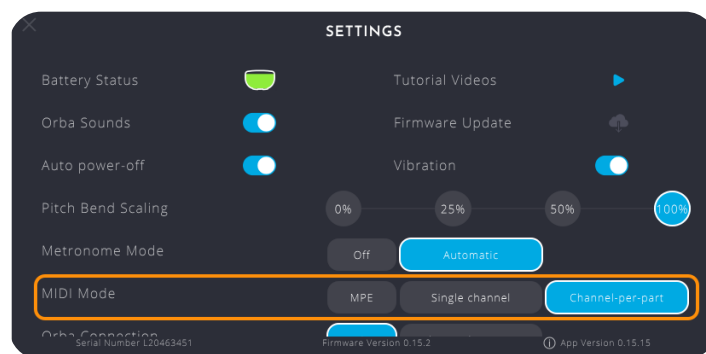 SETTINGS
Battery Status Tutorial Videos
Orba Sounds Firmware Update
Auto power-off Vibration
Pitch Bend Scaling 0% 25% 50% 100%
Metronome Mode Off Automatic
MIDI Mode MPE Single channel Channel-per-part
Orba Connection
Serial Number L20463451 Firmware Version 0.15.2 App Version 0.15.15